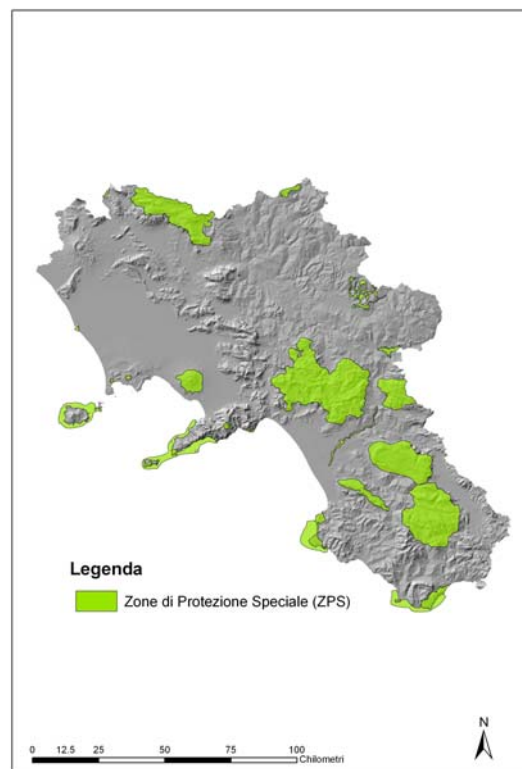 Legenda
Zone di Protezione Speciale (ZPS)
N
0 12.5 25 50 75 100
Chilometri